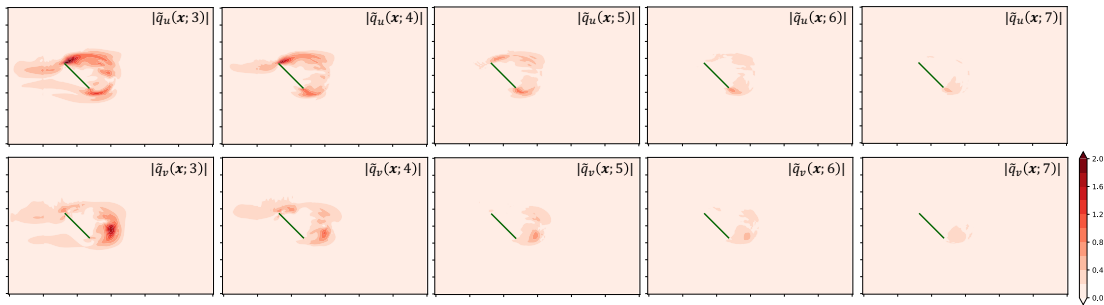 |q̃ᵤ(𝒙; 3)|
|q̃ᵤ(𝒙; 4)|
|q̃ᵤ(𝒙; 5)|
|q̃ᵤ(𝒙; 6)|
|q̃ᵤ(𝒙; 7)|
|q̃ᵥ(𝒙; 3)|
|q̃ᵥ(𝒙; 4)|
|q̃ᵥ(𝒙; 5)|
|q̃ᵥ(𝒙; 6)|
|q̃ᵥ(𝒙; 7)|
2.0
1.6
1.2
0.8
0.4
0.0